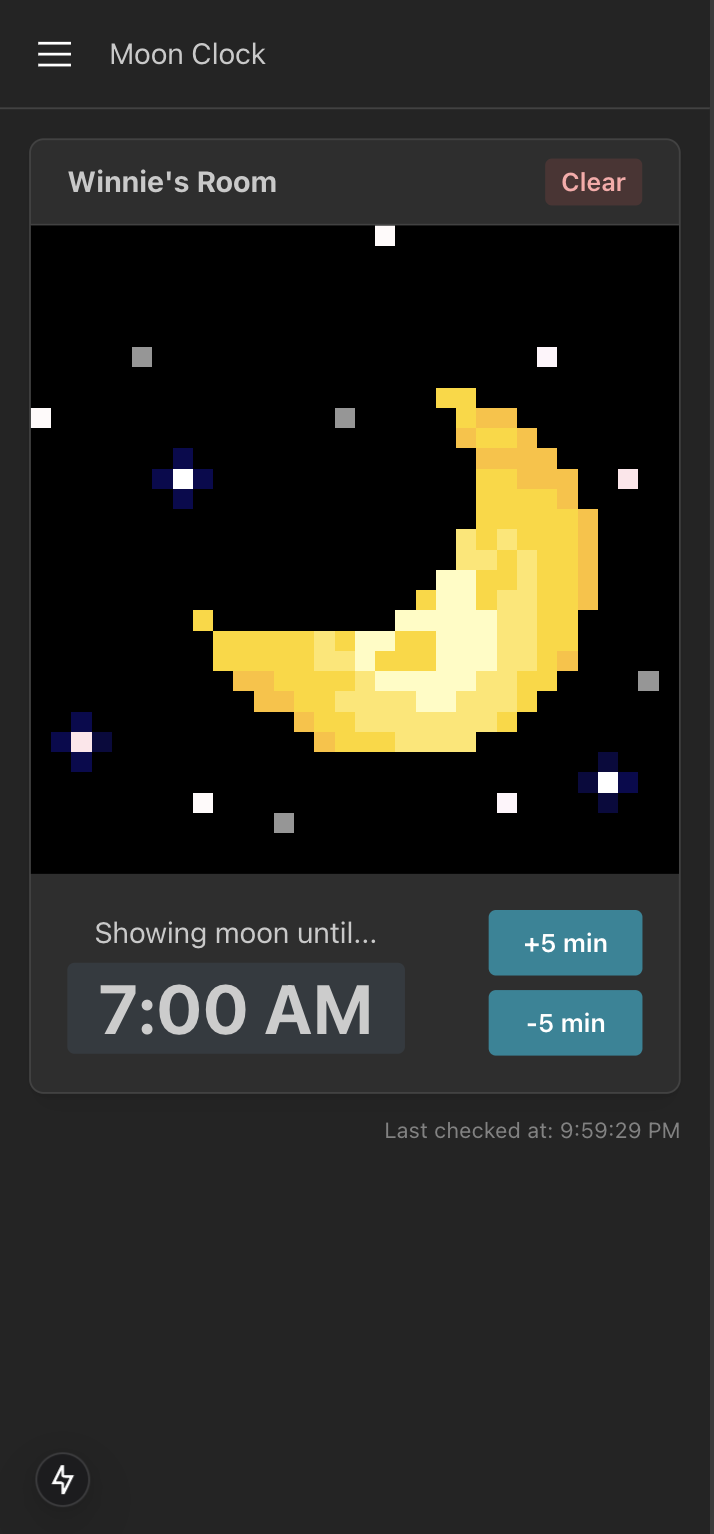 Moon Clock
Winnie's Room
Clear
Showing moon until...
7:00 AM
+5 min
-5 min
Last checked at: 9:59:29 PM